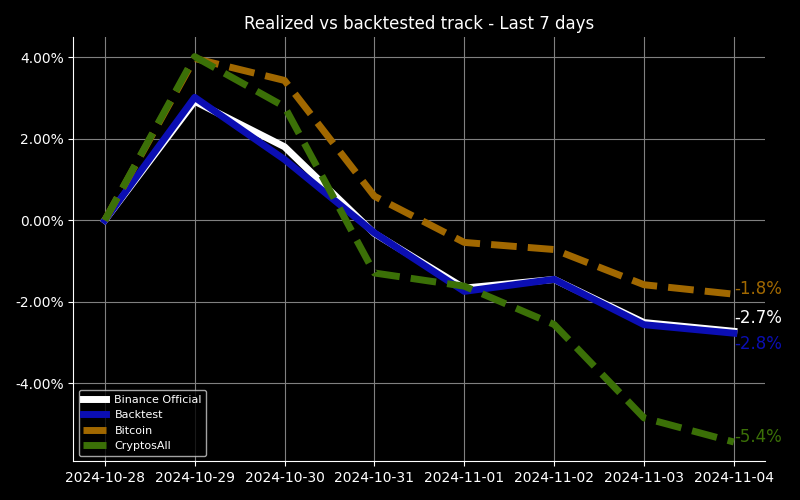 Realized vs backtested track - Last 7 days
4.00%
2.00%
0.00%
-2.00%
-4.00%
-1.8%
-2.7%
-2.8%
-5.4%
Binance Official
Backtest
Bitcoin
CryptosAll
2024-10-28 2024-10-29 2024-10-30 2024-10-31 2024-11-01 2024-11-02 2024-11-03 2024-11-04